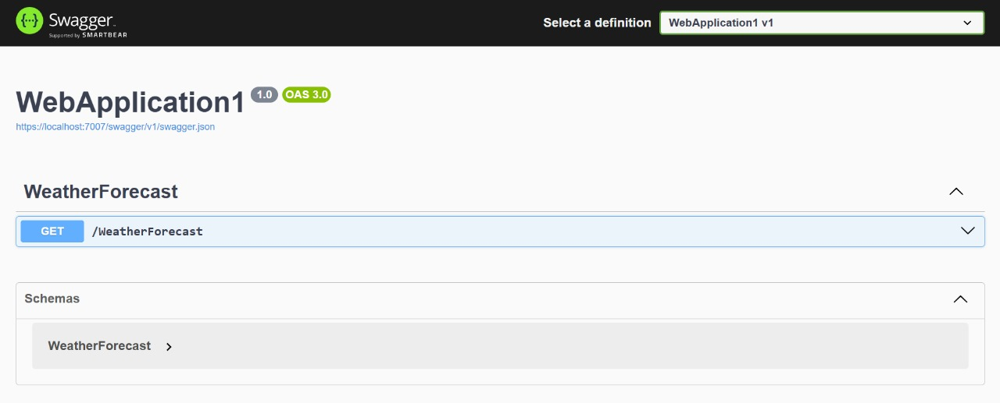 Swagger
Supported by SMARTBEAR
Select a definition
WebApplication1 v1
WebApplication1 1.0 OAS 3.0
https://localhost:7007/swagger/v1/swagger.json
WeatherForecast
GET /WeatherForecast
Schemas
WeatherForecast